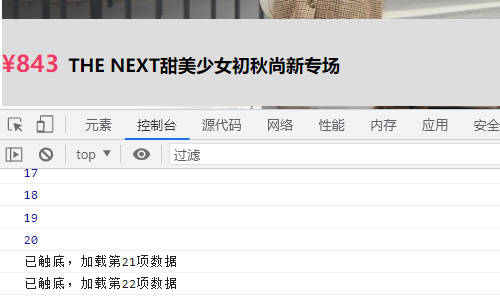 ¥843 THE NEXT甜美少女初秋尚新专场
元素 控制台 源代码 网络 性能 内存 应用 安全
top 过滤
17
18
19
20
已触底，加载第21项数据
已触底，加载第22项数据